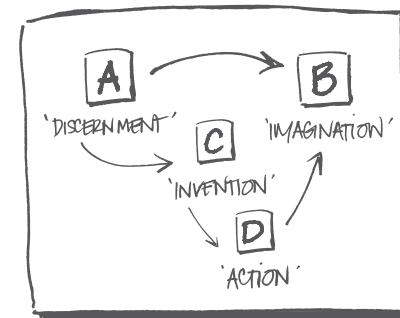 A
B
'DISCERNMENT'
'IMAGINATION'
C
'INVENTION'
D
'ACTION'